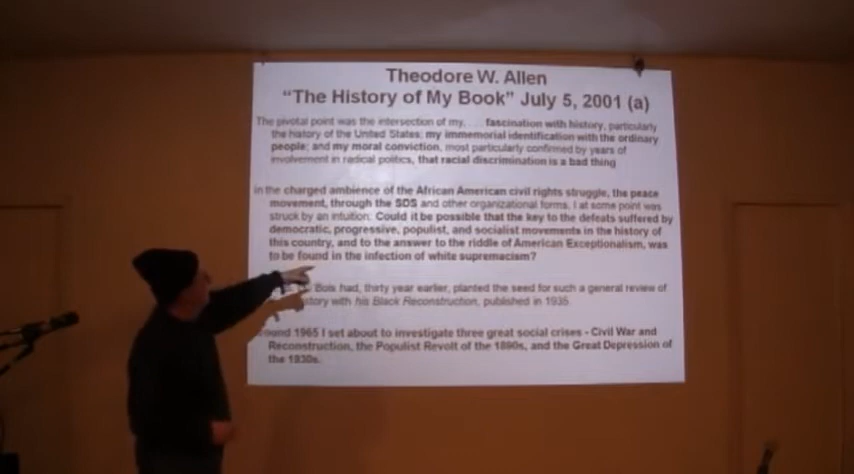 Theodore W. Allen
“The History of My Book” July 5, 2001 (a)
The pivotal point was the intersection of my. . . . fascination with history, particularly
the history of the United States; my immemorial identification with the ordinary
people; and my moral conviction, most particularly confirmed by years of
involvement in radical politics, that racial discrimination is a bad thing
in the charged ambience of the African American civil rights struggle, the peace
movement, through the SDS and other organizational forms, I at some point was
struck by an intuition: Could it be possible that the key to the defeats suffered by
democratic, progressive, populist, and socialist movements in the history of
this country, and to the answer to the riddle of American Exceptionalism, was
to be found in the infection of white supremacism?
Bois had, thirty year earlier, planted the seed for such a general review of
story with his Black Reconstruction, published in 1935
ound 1965 I set about to investigate three great social crises - Civil War and
Reconstruction, the Populist Revolt of the 1890s, and the Great Depression of
the 1930s.